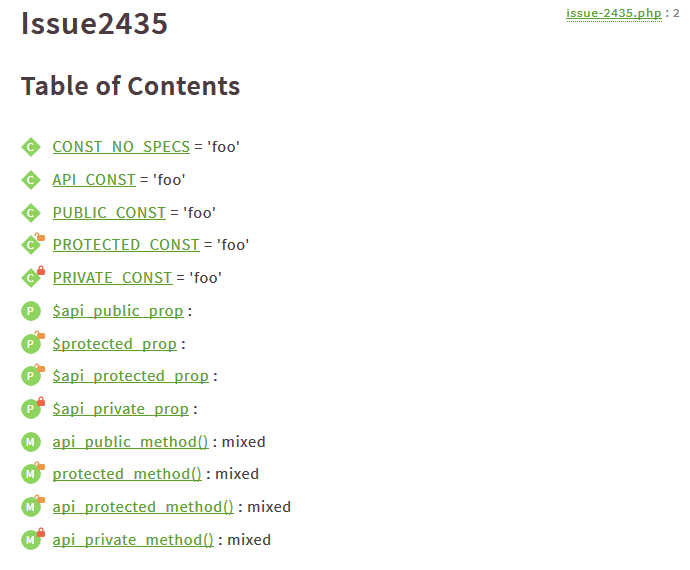 Issue2435
issue-2435.php : 2
Table of Contents
C CONST_NO_SPECS = 'foo'
C API_CONST = 'foo'
C PUBLIC_CONST = 'foo'
C PROTECTED_CONST = 'foo'
C PRIVATE_CONST = 'foo'
P $api_public_prop :
P $protected_prop :
P $api_protected_prop :
P $api_private_prop :
M api_public_method() : mixed
M protected_method() : mixed
M api_protected_method() : mixed
M api_private_method() : mixed